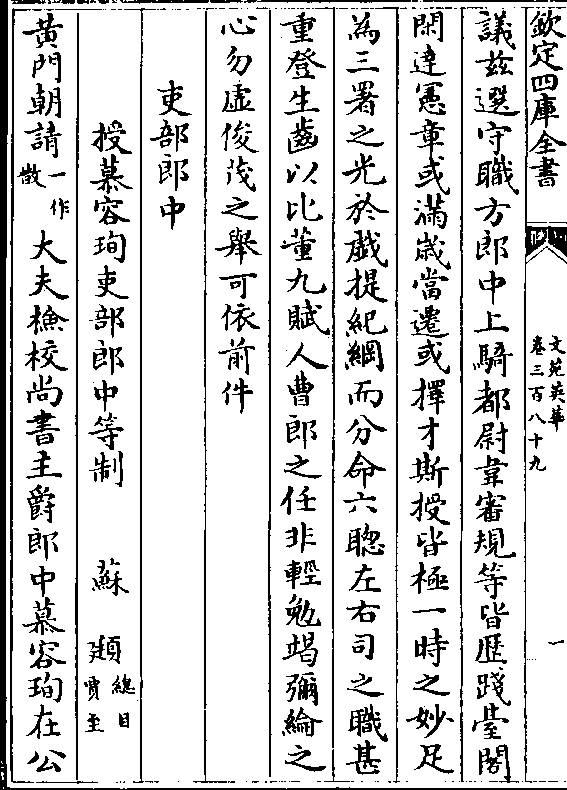 欽定四庫全書
文苑英華
卷三百八十九
一
議兹選守職方郎中上騎都尉韋審規等皆歷踐臺閣
閑達憲章或滿歲當遷或擇才斯授皆極一時之妙足
為三署之光於戲提紀綱而分命六聰左右司之職甚
重登生齒以比董九賦人曹郎之任非輕勉竭彌綸之
心勿虛俊茂之舉可依前件
吏部郎中
授慕容珣吏部郎中等制 蘇頲 總目賈至
黄門朝請一作散大夫檢校尚書主爵郎中慕容珣在公